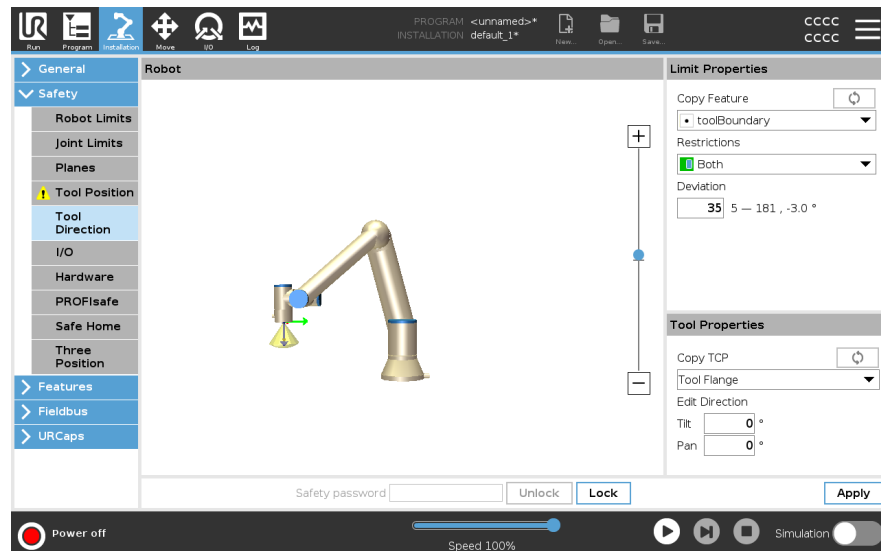 PROGRAM <unnamed>*
INSTALLATION default_1*
Run Program Installation Move I/O Log
New... Open... Save...
CCCC
CCCC
General
Safety
Robot Limits
Joint Limits
Planes
Tool Position
Tool
Direction
I/O
Hardware
PROFIsafe
Safe Home
Three
Position
Features
Fieldbus
URCaps
Robot
Safety password
Unlock
Lock
Limit Properties
Copy Feature
toolBoundary
Restrictions
Both
Deviation
35 5 — 181 , -3.0 °
Tool Properties
Copy TCP
Tool Flange
Edit Direction
Tilt 0 °
Pan 0 °
Apply
Power off
Speed 100%
Simulation